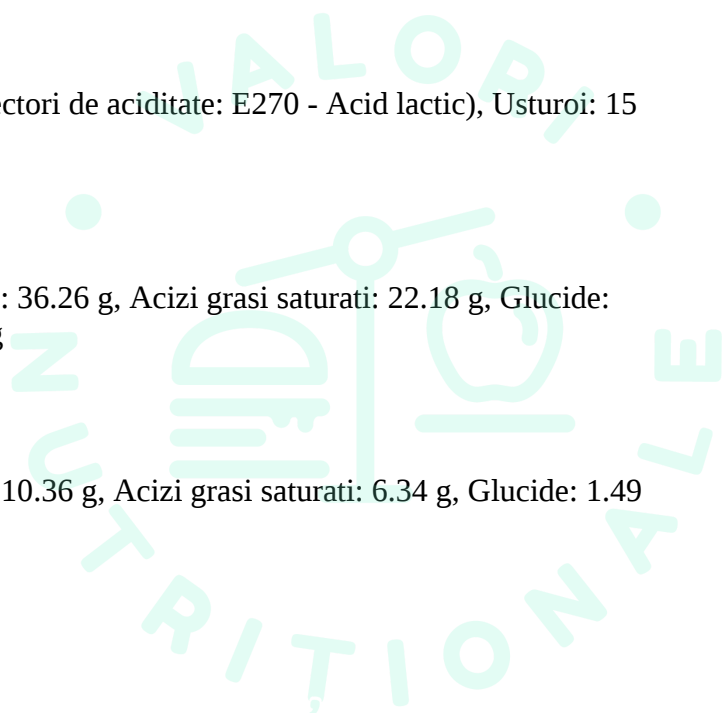 ectori de aciditate: E270 - Acid lactic), Usturoi: 15
: 36.26 g, Acizi grasi saturati: 22.18 g, Glucide:
g
10.36 g, Acizi grasi saturati: 6.34 g, Glucide: 1.49
VALORI
NUTRITIONALE